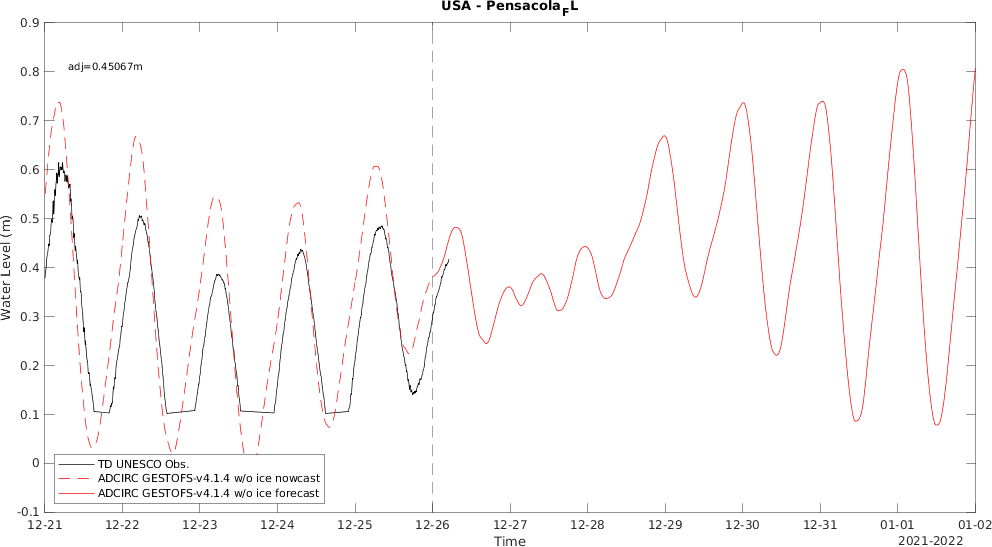 USA - Pensacola_FL
adj=0.45067m
Water Level (m)
0.9
0.8
0.7
0.6
0.5
0.4
0.3
0.2
0.1
0
-0.1
TD UNESCO Obs.
ADCIRC GESTOFS-v4.1.4 w/o ice nowcast
ADCIRC GESTOFS-v4.1.4 w/o ice forecast
12-21 12-22 12-23 12-24 12-25 12-26 12-27 12-28 12-29 12-30 12-31 01-01 01-02
Time
2021-2022